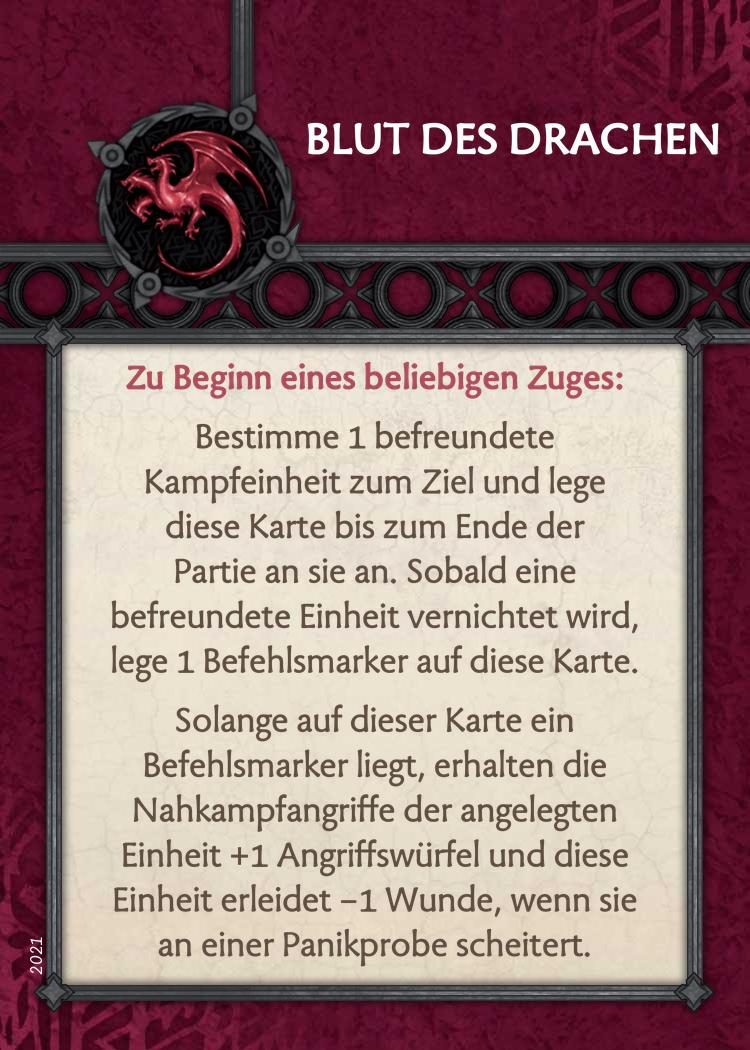 BLUT DES DRACHEN
Zu Beginn eines beliebigen Zuges:
Bestimme 1 befreundete
Kampfeinheit zum Ziel und lege
diese Karte bis zum Ende der
Partie an sie an. Sobald eine
befreundete Einheit vernichtet wird,
lege 1 Befehlsmarker auf diese Karte.
Solange auf dieser Karte ein
Befehlsmarker liegt, erhalten die
Nahkampfangriffe der angelegten
Einheit +1 Angriffswürfel und diese
Einheit erleidet −1 Wunde, wenn sie
an einer Panikprobe scheitert.
2021